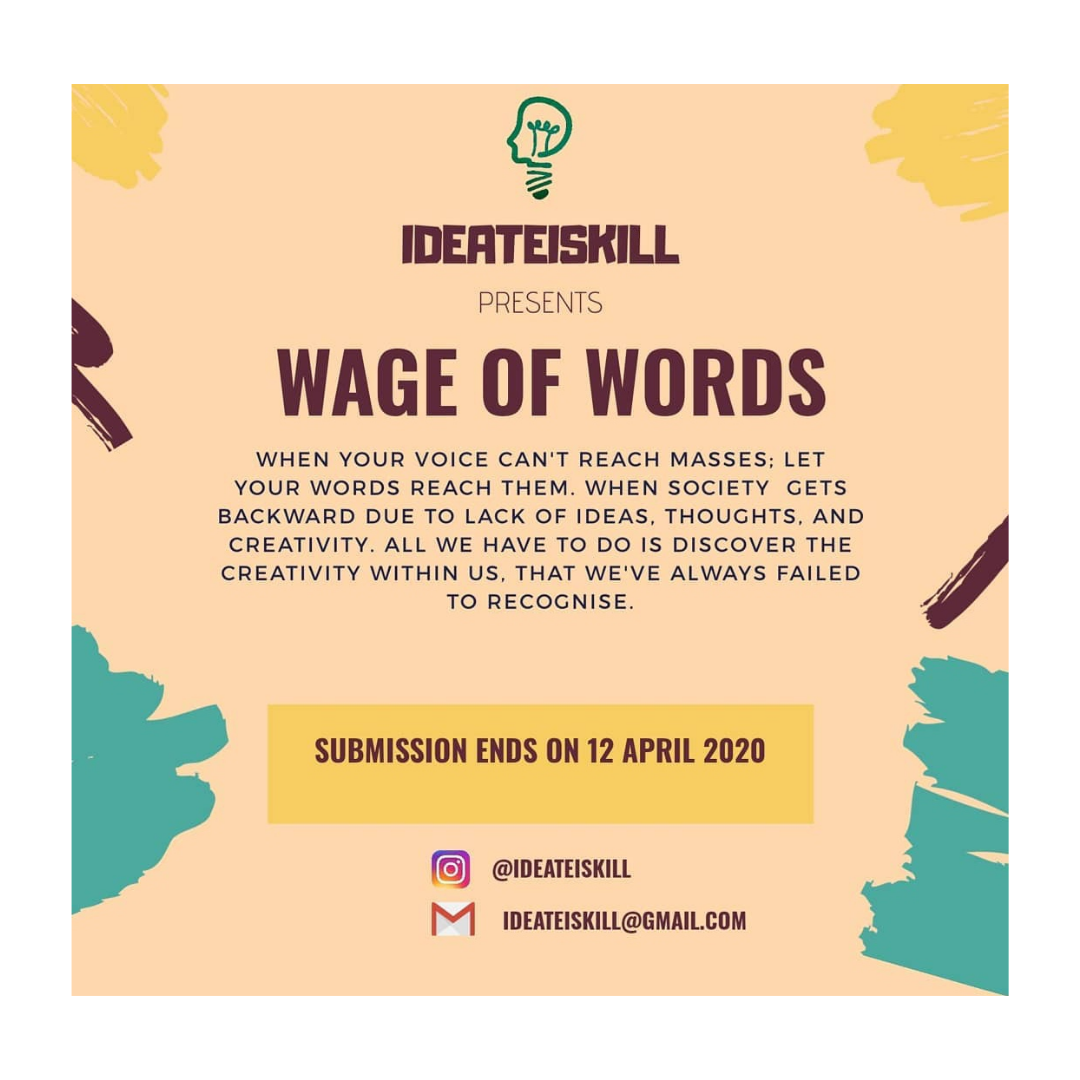 IDEATEISKILL
PRESENTS
WAGE OF WORDS
WHEN YOUR VOICE CAN'T REACH MASSES; LET
YOUR WORDS REACH THEM. WHEN SOCIETY GETS
BACKWARD DUE TO LACK OF IDEAS, THOUGHTS, AND
CREATIVITY. ALL WE HAVE TO DO IS DISCOVER THE
CREATIVITY WITHIN US, THAT WE'VE ALWAYS FAILED
TO RECOGNISE.
SUBMISSION ENDS ON 12 APRIL 2020
@IDEATEISKILL
IDEATEISKILL@GMAIL.COM